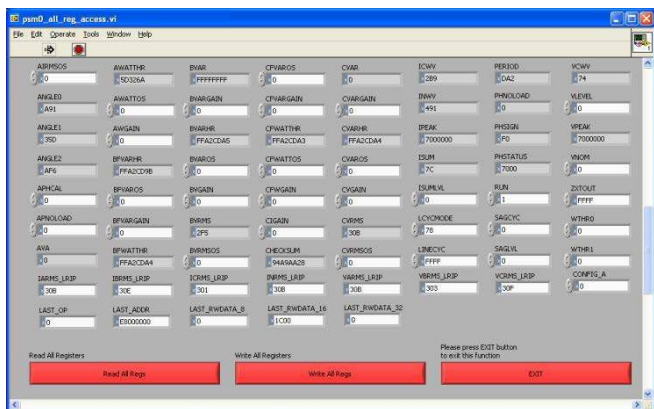 psm0_all_reg_access.vi
File Edit Operate Tools Window Help
AIRMSOS AWATTHR BVAR CFVAROS CVAR ICWV PERIOD VCWV
0 5D326A FFFFFFFF 0 0 2B9 DA2 74
ANGLE0 AWATTOS BVARGAIN CFVARGAIN CVARGAIN INWV PHNOLOAD VLEVEL
A91 0 0 0 0 491 0 0
ANGLE1 AWGAIN BVARHR CFWATTHR CVARHR IPEAK PHSIGN VPEAK
35D 0 FFA2CDA5 FFA2CDA3 FFA2CDA4 7000000 F0 7000000
ANGLE2 BFVARHR BVAROS CFWATTOS CVAROS ISUM PHSTATUS VNOM
AF6 FFA2CD9B 0 0 0 7C 7000 0
APHCAL BFVAROS BWGAIN CFWGAIN CWGAIN ISUMLVL RUN ZXTOUT
0 0 0 0 0 0 1 FFFF
APNOLOAD BFVARGAIN BVRMS CIGAIN CVRMS LCYCMODE SAGCYC WTHR0
0 0 2F5 0 30B 78 0 0
AVA BFWATTHR BVRMSOS CHECKSUM CVRMSOS LINECYC SAGLVL WTHR1
0 FFA2CDA4 0 94A9AA28 0 FFFF 0 0
IARMS_LRIP IBRMS_LRIP ICRMS_LRIP INRMS_LRIP VARMS_LRIP VBRMS_LRIP VCRMS_LRIP CONFIG_A
30B 30E 301 30B 30B 303 30F 0
LAST_OP LAST_ADDR LAST_RWDATA_8 LAST_RWDATA_16 LAST_RWDATA_32
0 E8000000 0 1C00 0
Read All Registers Write All Registers Please press EXIT button
to exit this function
Read All Regs Write All Regs EXIT